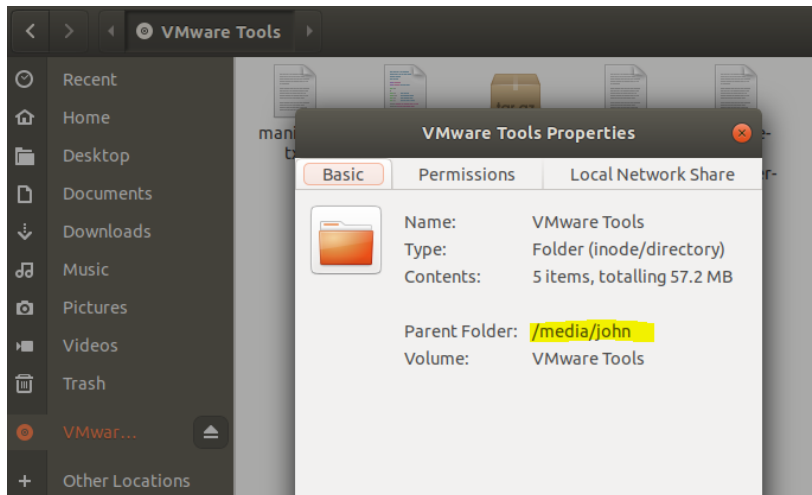 VMware Tools
Recent
Home
Desktop
Documents
Downloads
Music
Pictures
Videos
Trash
VMwar...
Other Locations
mani
VMware Tools Properties
Basic
Permissions
Local Network Share
Name:
VMware Tools
Type:
Folder (inode/directory)
Contents:
5 items, totalling 57.2 MB
Parent Folder:
/media/john
Volume:
VMware Tools